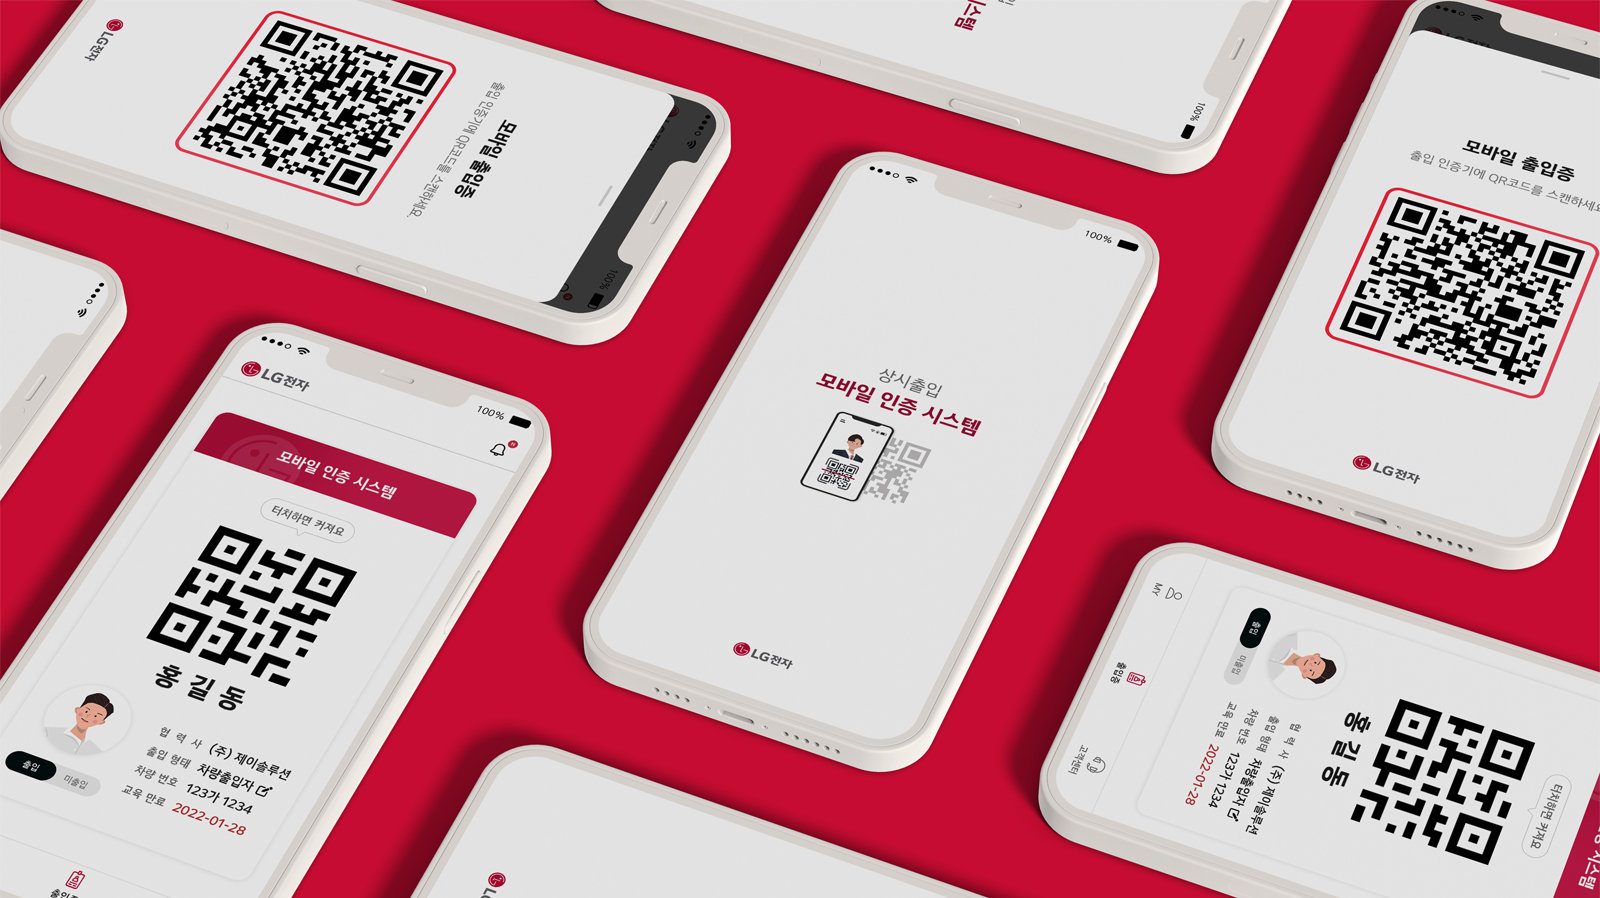 LG전자
모바일 출입증
출입 인증기에 QR코드를 스캔하세요.
100%
시스템
100%
모바일 출입증
출입 인증기에 QR코드를 스캔하세요
LG전자
100%
상시출입
모바일 인증 시스템
LG전자
LG전자
100%
N
모바일 인증 시스템
터치하면 커져요
홍길동
협 력 사 (주) 제이솔루션
출입 형태 차량출입자
차량 번호 123가 1234
교육 만료 2022-01-28
출입
미출입
터치하면 커져요
홍길동
협 력 사 (주) 제이솔루션
출입 형태 차량출입자
차량 번호 123가 1234
교육 만료 2022-01-28
출입
미출입
MY
출입증
고객센터
시스템
LG